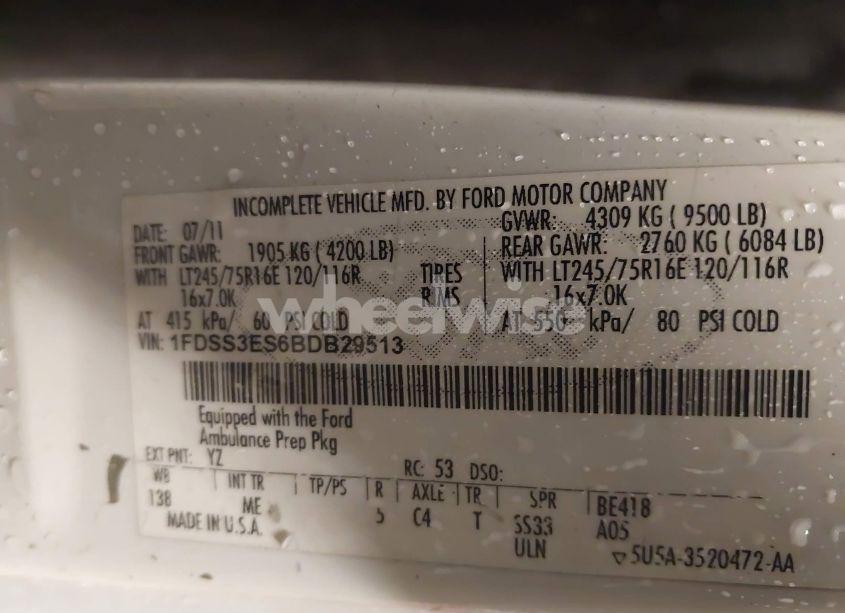 INCOMPLETE VEHICLE MFD. BY FORD MOTOR COMPANY
DATE: 07/11 GVWR: 4309 KG ( 9500 LB)
FRONT GAWR: 1905 KG ( 4200 LB) REAR GAWR: 2760 KG ( 6084 LB)
WITH LT245/75R16E 120/116R TIRES WITH LT245/75R16E 120/116R
16x7.0K RIMS 16x7.0K
AT 415 kPa/ 60 PSI COLD AT 550 kPa/ 80 PSI COLD
VIN: 1FDSS3ES6BDB29513
wheelwise
Equipped with the Ford
Ambulance Prep Pkg
EXT PNT: YZ RC: 53 DSO:
WB INT TR TP/PS R AXLE TR SPR BE418
138 ME 5 C4 T SS33 A05
MADE IN U.S.A. ULN 5U5A-3520472-AA